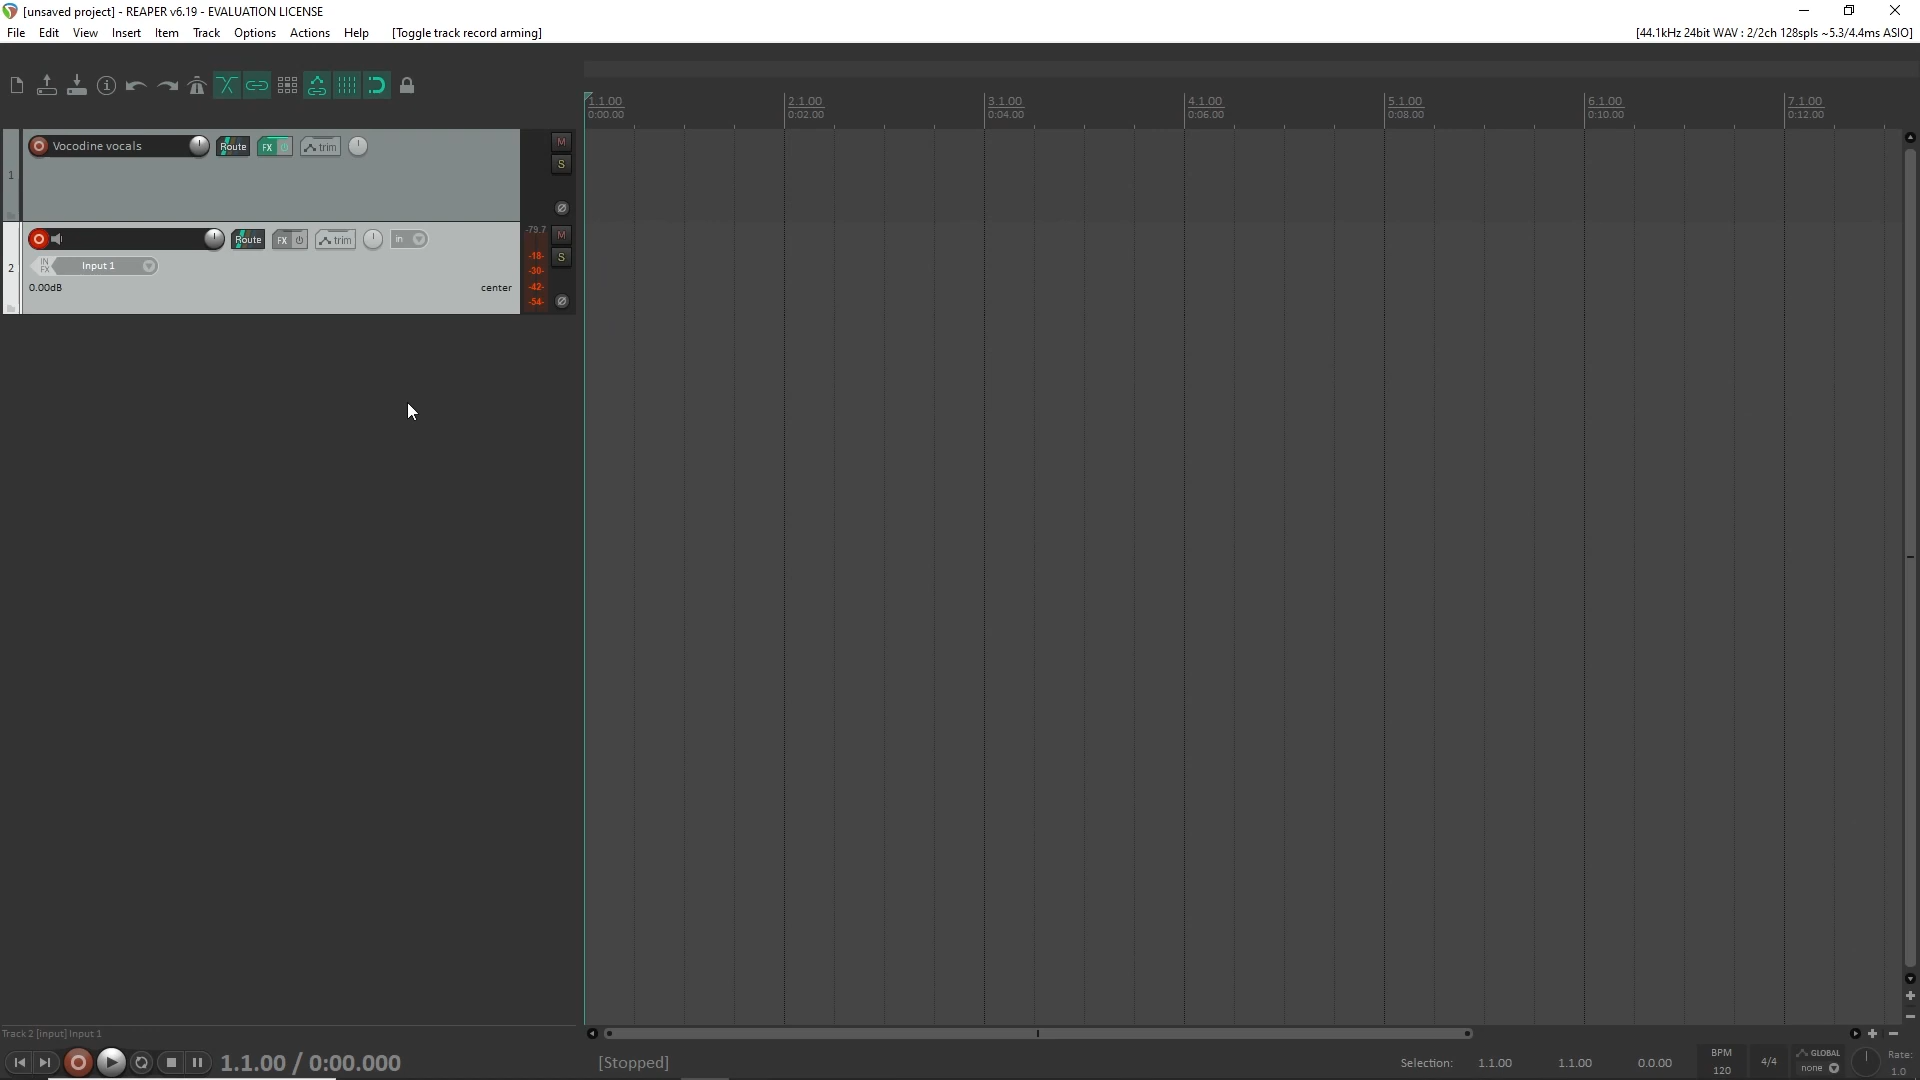 [unsaved project] - REAPER v6.19 - EVALUATION LICENSE
File Edit View Insert Item Track Options Actions Help [Toggle track record arming]
[44.1kHz 24bit WAV : 2/2ch 128spls ~5.3/4.4ms ASIO]
1.1.00 2.1.00 3.1.00 4.1.00 5.1.00 6.1.00 7.1.00
0:00.00 0:02.00 0:04.00 0:06.00 0:08.00 0:10.00 0:12.00
1 Vocodine vocals Route FX trim M
S
2 Route FX trim in -79.7 M
S
IN FX Input 1
0.00dB center
-18-
-30-
-42-
-54-
Track 2 [input] Input 1
1.1.00 / 0:00.000 [Stopped] Selection: 1.1.00 1.1.00 0.0.00
BPM
120
4/4
GLOBAL
none
Rate:
1.0